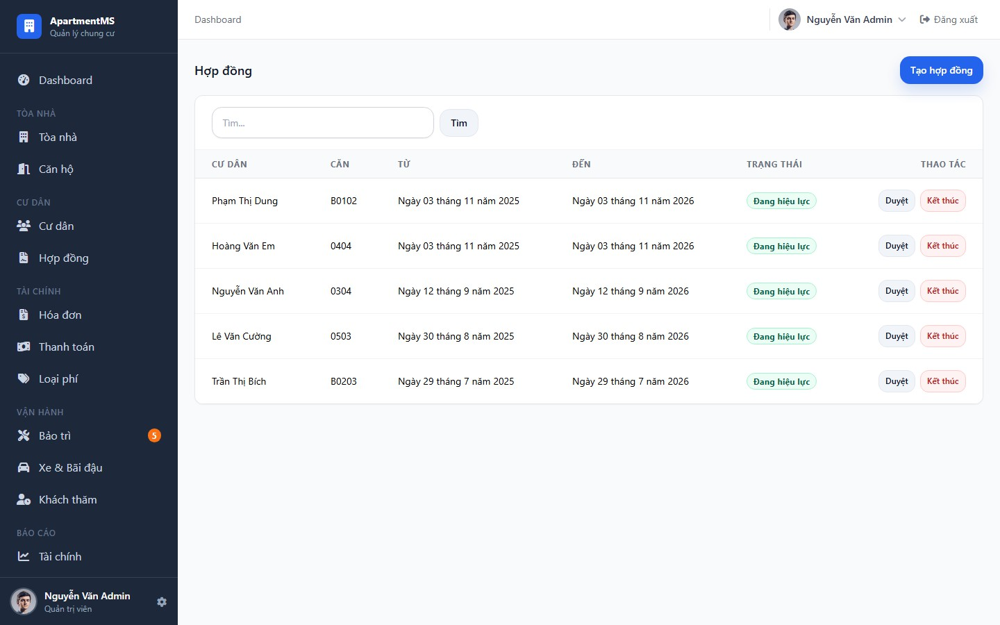 ApartmentMS
Quản lý chung cư
Dashboard
TÒA NHÀ
Tòa nhà
Căn hộ
CƯ DÂN
Cư dân
Hợp đồng
TÀI CHÍNH
Hóa đơn
Thanh toán
Loại phí
VẬN HÀNH
Bảo trì 5
Xe & Bãi đậu
Khách thăm
BÁO CÁO
Tài chính
Nguyễn Văn Admin
Quản trị viên
Dashboard
Nguyễn Văn Admin
Đăng xuất
Hợp đồng
Tạo hợp đồng
Tìm...
Tìm
CƯ DÂN CĂN TỪ ĐẾN TRẠNG THÁI THAO TÁC
Phạm Thị Dung B0102 Ngày 03 tháng 11 năm 2025 Ngày 03 tháng 11 năm 2026 Đang hiệu lực Duyệt Kết thúc
Hoàng Văn Em 0404 Ngày 03 tháng 11 năm 2025 Ngày 03 tháng 11 năm 2026 Đang hiệu lực Duyệt Kết thúc
Nguyễn Văn Anh 0304 Ngày 12 tháng 9 năm 2025 Ngày 12 tháng 9 năm 2026 Đang hiệu lực Duyệt Kết thúc
Lê Văn Cường 0503 Ngày 30 tháng 8 năm 2025 Ngày 30 tháng 8 năm 2026 Đang hiệu lực Duyệt Kết thúc
Trần Thị Bích B0203 Ngày 29 tháng 7 năm 2025 Ngày 29 tháng 7 năm 2026 Đang hiệu lực Duyệt Kết thúc